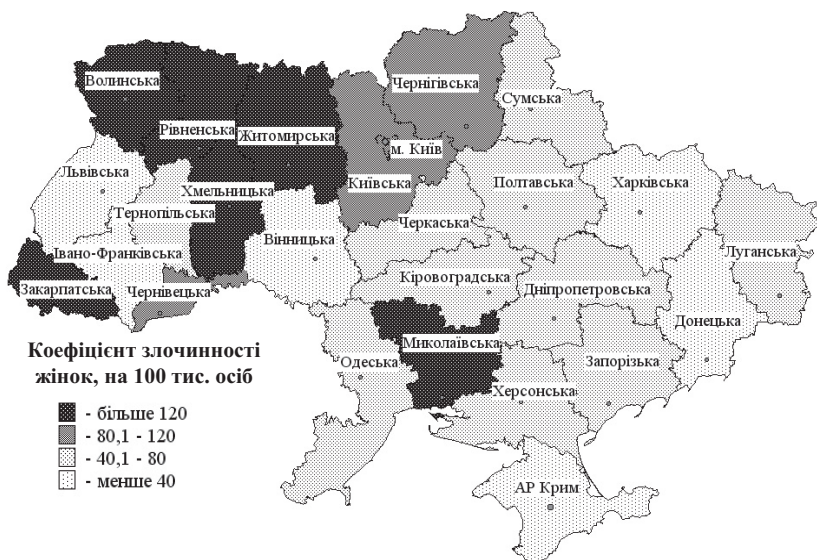 Волинська
Рівненська
Житомирська
Чернігівська
Сумська
м. Київ
Київська
Львівська
Тернопільська
Хмельницька
Вінницька
Черкаська
Полтавська
Харківська
Луганська
Івано-Франківська
Закарпатська
Чернівецька
Кіровоградська
Дніпропетровська
Донецька
Миколаївська
Одеська
Запорізька
Херсонська
АР Крим
Коефіцієнт злочинності
жінок, на 100 тис. осіб
- більше 120
- 80,1 - 120
- 40,1 - 80
- менше 40